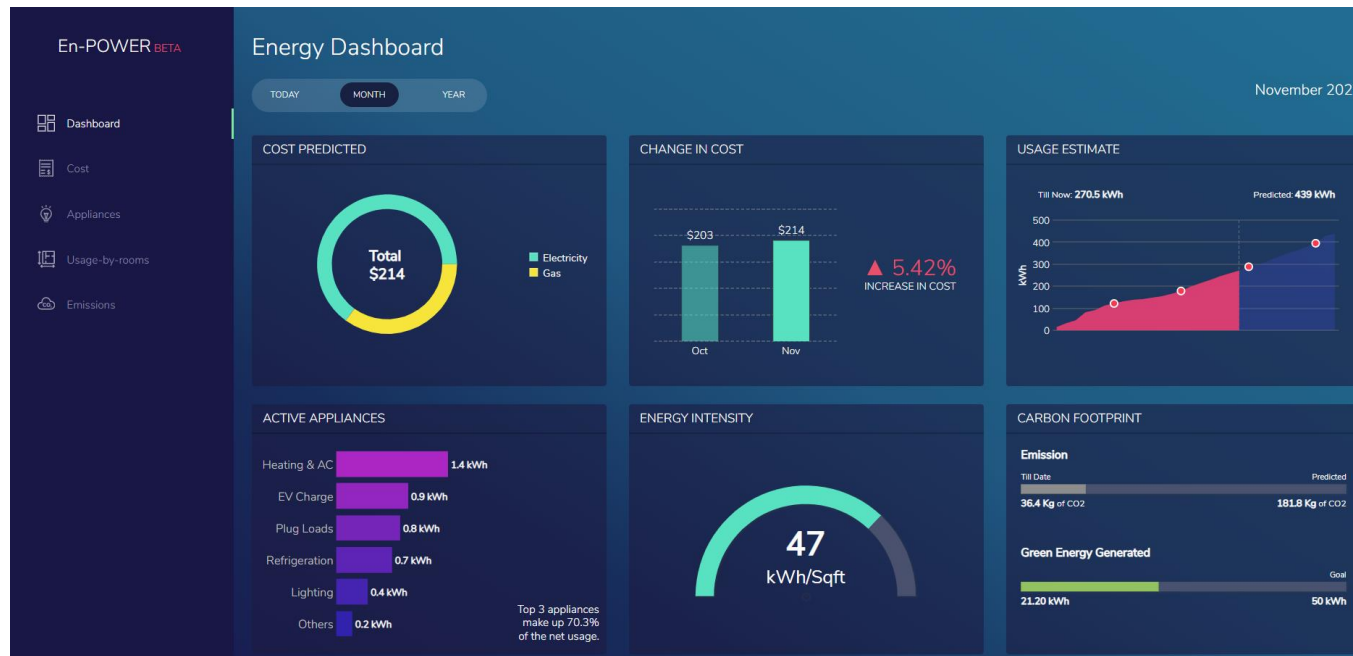 En-POWER BETA
Dashboard
Cost
Appliances
Usage-by-rooms
Emissions
Energy Dashboard
TODAY MONTH YEAR
November 202
COST PREDICTED
Total
$214
Electricity
Gas
CHANGE IN COST
$203 $214
Oct Nov
▲ 5.42%
INCREASE IN COST
USAGE ESTIMATE
Till Now: 270.5 kWh Predicted: 439 kWh
kWh
500
400
300
200
100
0
ACTIVE APPLIANCES
Heating & AC 1.4 kWh
EV Charge 0.9 kWh
Plug Loads 0.8 kWh
Refrigeration 0.7 kWh
Lighting 0.4 kWh
Others 0.2 kWh
Top 3 appliances
make up 70.3%
of the net usage.
ENERGY INTENSITY
47
kWh/Sqft
CARBON FOOTPRINT
Emission
Till Date Predicted
36.4 Kg of CO2 181.8 Kg of CO2
Green Energy Generated
Goal
21.20 kWh 50 kWh